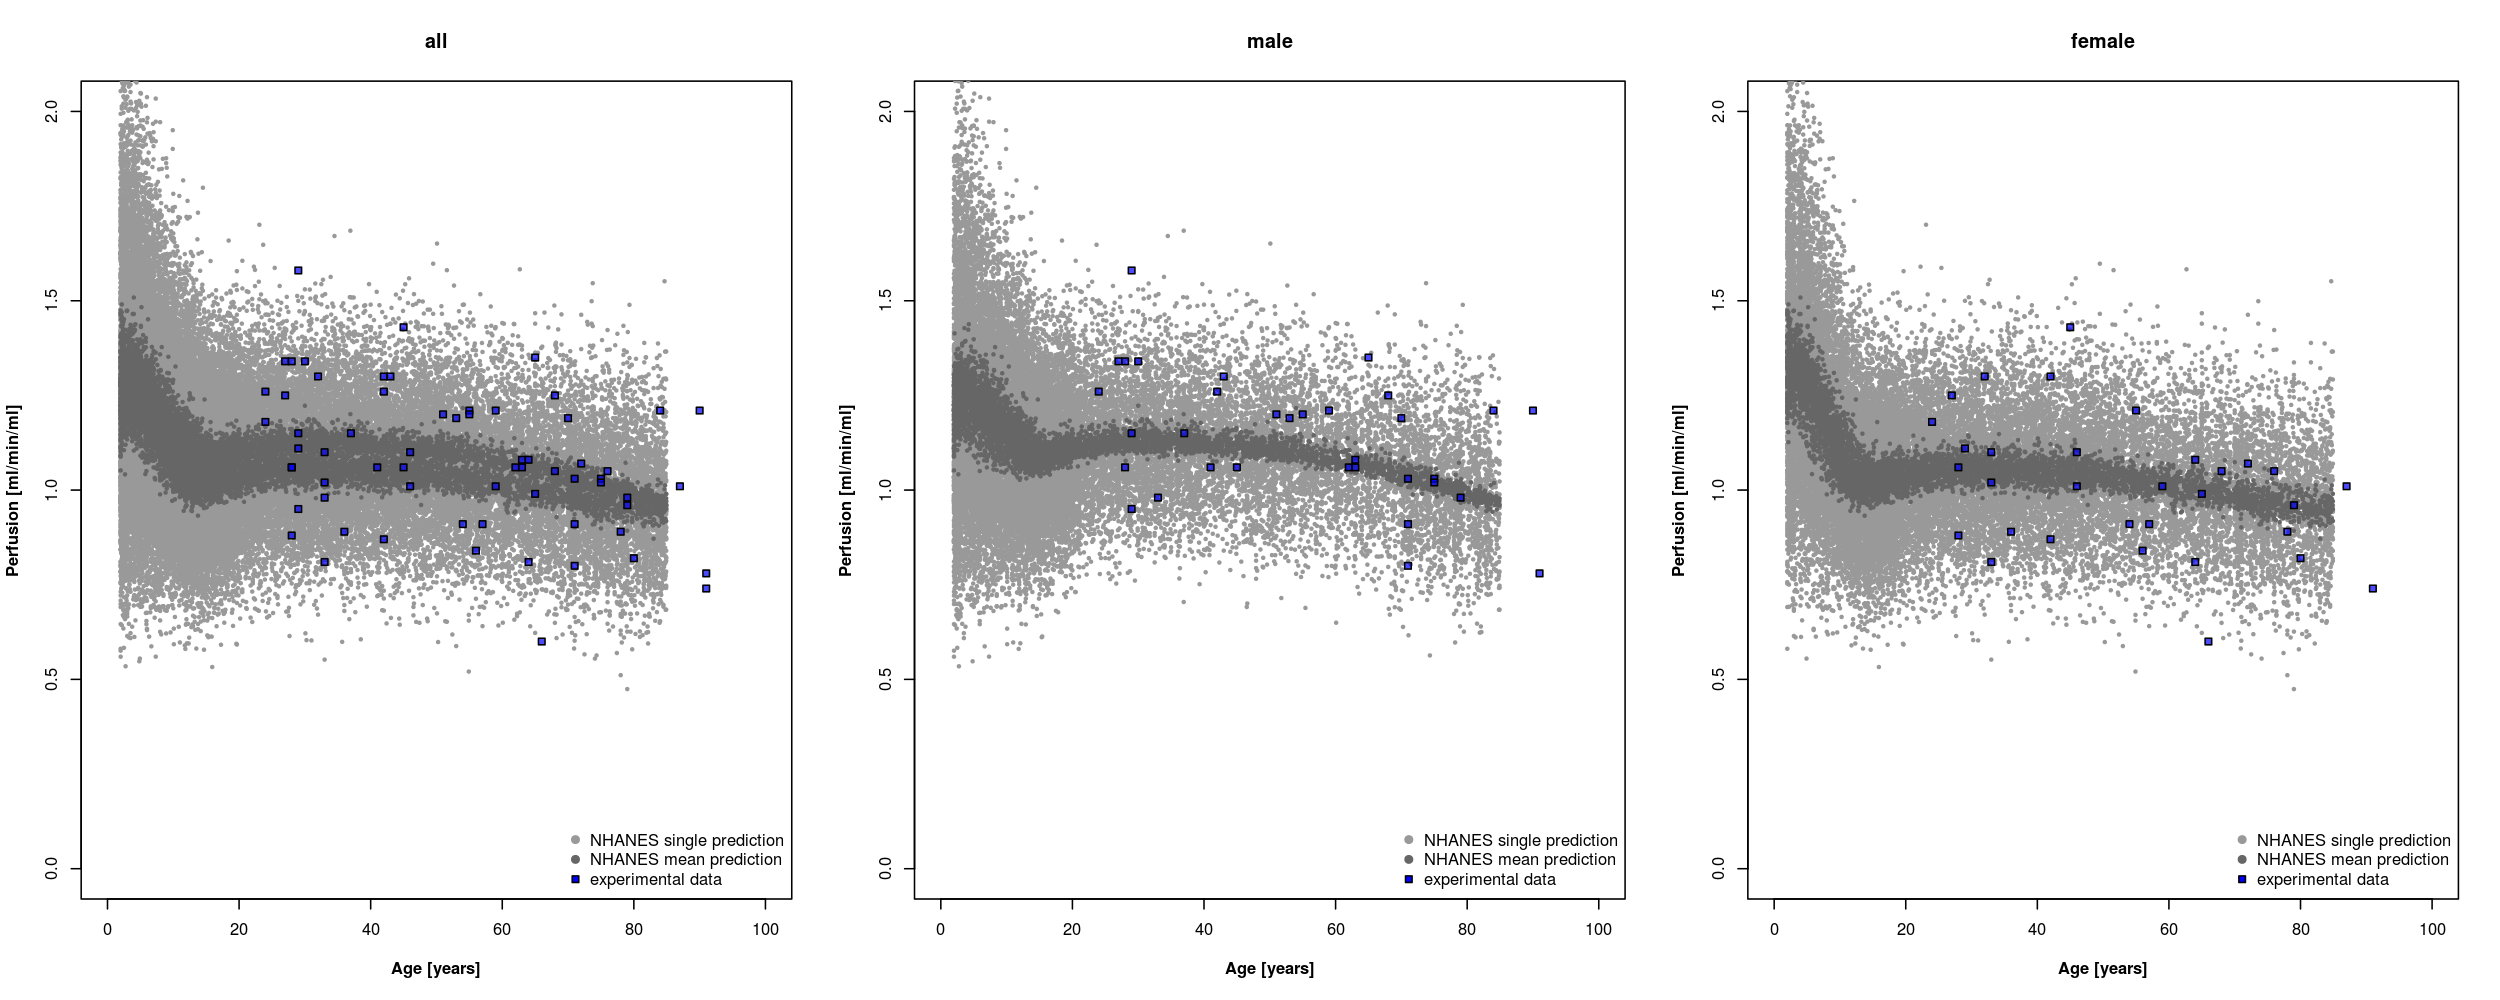 all
Perfusion [ml/min/ml]
2.0
1.5
1.0
0.5
0.0
NHANES single prediction
NHANES mean prediction
experimental data
0 20 40 60 80 100
Age [years]
male
Perfusion [ml/min/ml]
2.0
1.5
1.0
0.5
0.0
NHANES single prediction
NHANES mean prediction
experimental data
0 20 40 60 80 100
Age [years]
female
Perfusion [ml/min/ml]
2.0
1.5
1.0
0.5
0.0
NHANES single prediction
NHANES mean prediction
experimental data
0 20 40 60 80 100
Age [years]